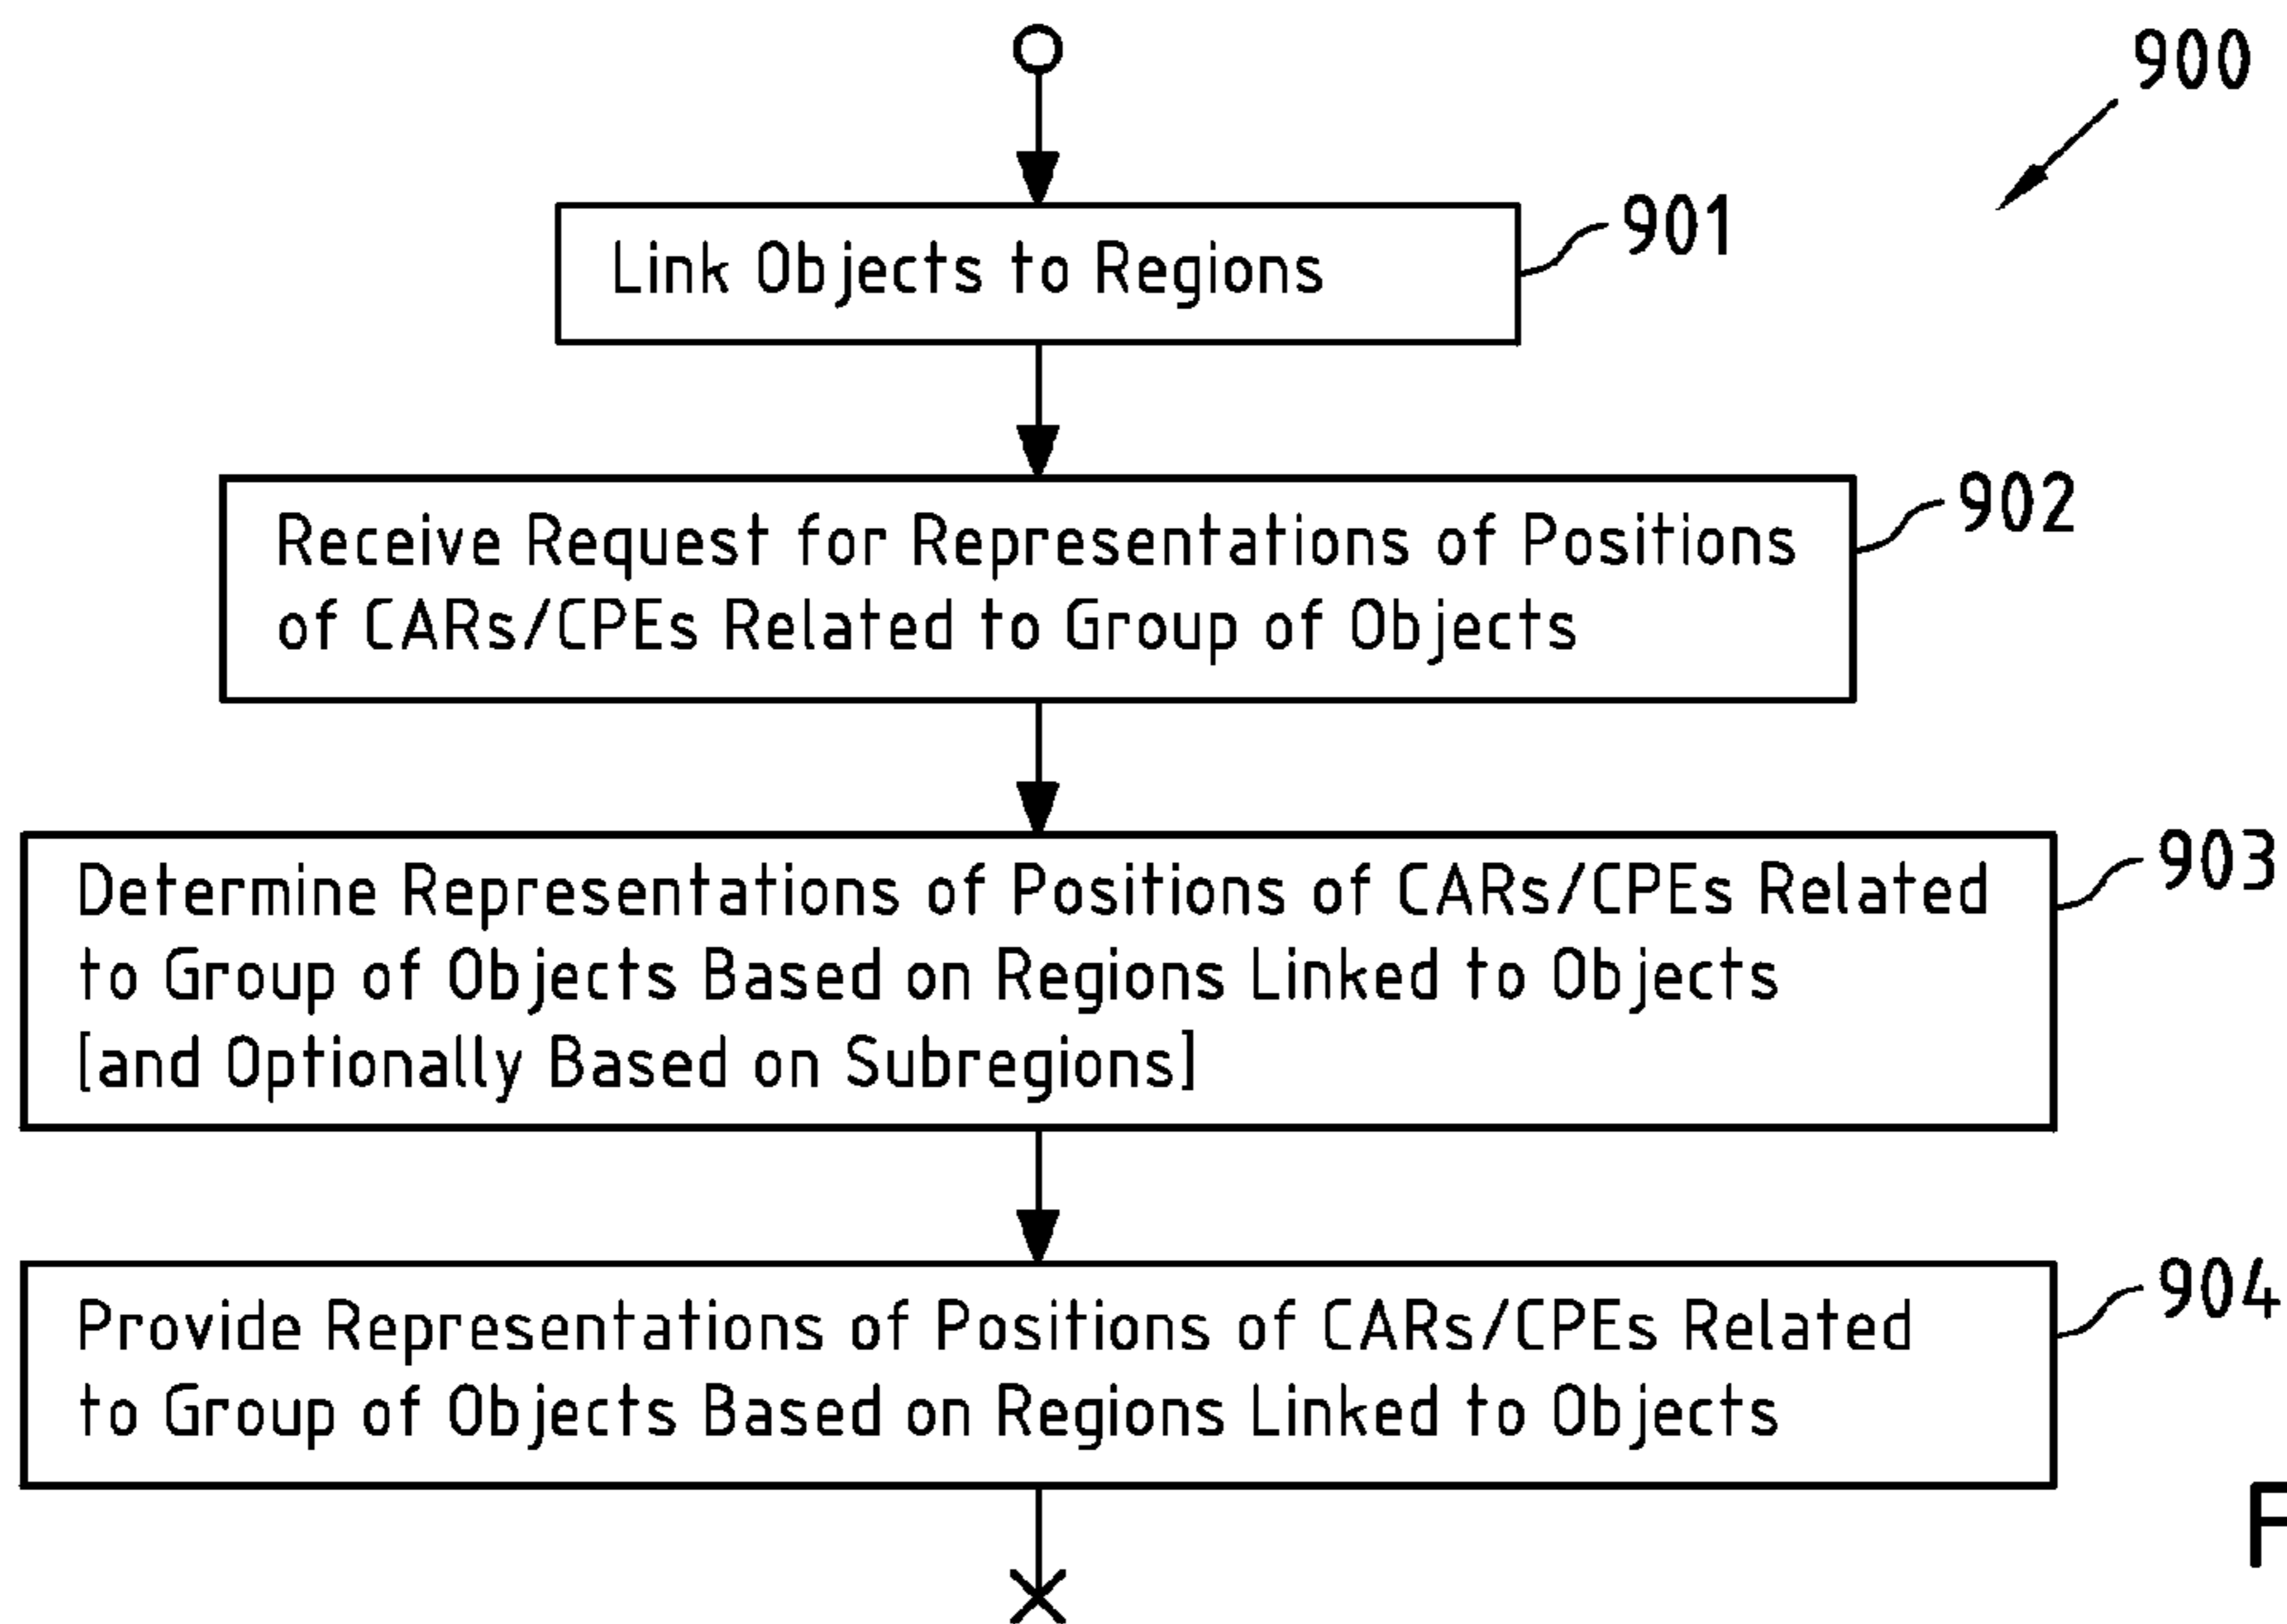 900
Link Objects to Regions
901
Receive Request for Representations of Positions
of CARs/CPEs Related to Group of Objects
902
Determine Representations of Positions of CARs/CPEs Related
to Group of Objects Based on Regions Linked to Objects
[and Optionally Based on Subregions]
903
Provide Representations of Positions of CARs/CPEs Related
to Group of Objects Based on Regions Linked to Objects
904